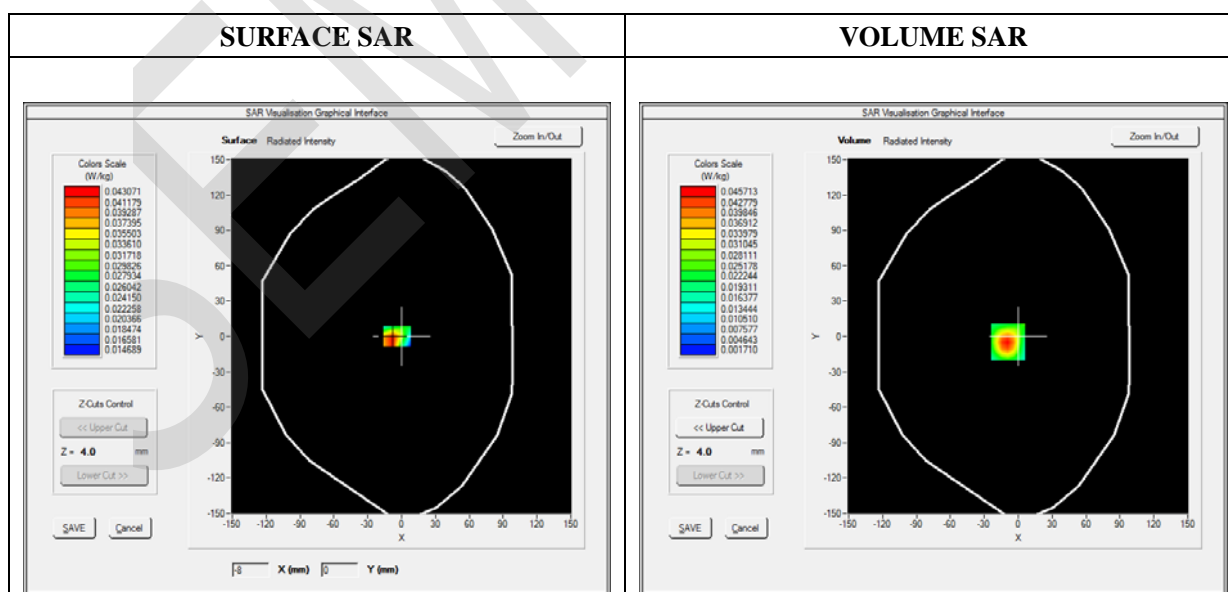 SURFACE SAR
VOLUME SAR
SAR Visualisation Graphical Interface
Surface Radiated Intensity
Zoom In/Out
Colors Scale
(W/kg)
0.043071
0.041179
0.039287
0.037395
0.035503
0.033610
0.031718
0.029826
0.027934
0.026042
0.024150
0.022258
0.020366
0.018474
0.016581
0.014689
150
120
90
60
30
0
-30
-60
-90
-120
-150
Y
-150 -120 -90 -60 -30 0 30 60 90 120 150
X
Z-Cuts Control
<< Upper Cut
Z = 4.0 mm
Lower Cut >>
SAVE Cancel
-8 X (mm) 0 Y (mm)
SAR Visualisation Graphical Interface
Volume Radiated Intensity
Zoom In/Out
Colors Scale
(W/kg)
0.045713
0.042779
0.039846
0.036912
0.033979
0.031045
0.028111
0.025178
0.022244
0.019311
0.016377
0.013444
0.010510
0.007577
0.004643
0.001710
150
120
90
60
30
0
-30
-60
-90
-120
-150
Y
-150 -120 -90 -60 -30 0 30 60 90 120 150
X
Z-Cuts Control
<< Upper Cut
Z = 4.0 mm
Lower Cut >>
SAVE Cancel